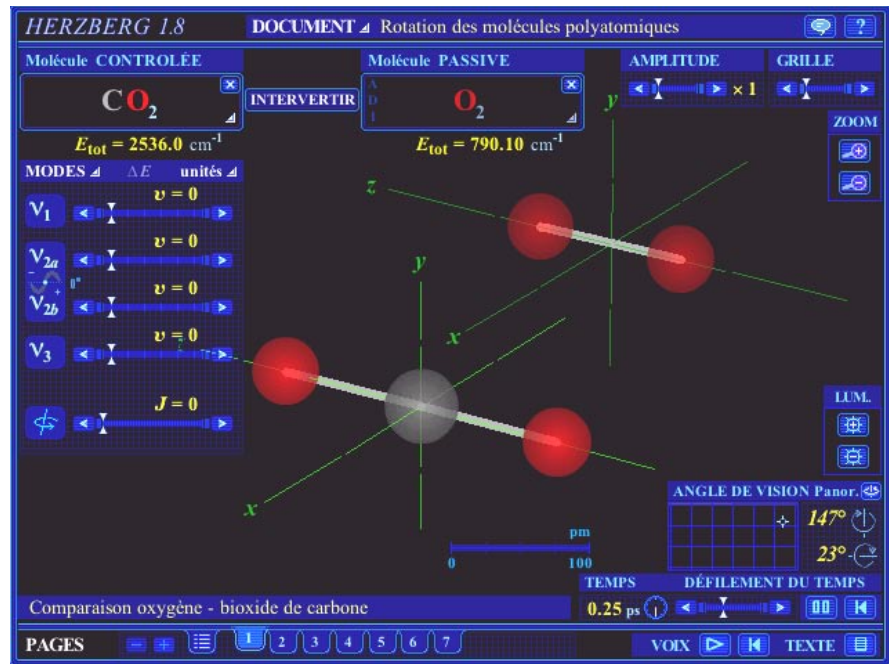 HERZBERG 1.8 DOCUMENT Rotation des molécules polyatomiques ?
Molécule CONTROLÉE Molécule PASSIVE AMPLITUDE GRILLE
CO2 INTERVERTIR A D I O2 y × 1
Etot = 2536.0 cm-1 Etot = 790.10 cm-1 ZOOM
MODES ΔE unités
ν1 υ = 0
z
ν2a υ = 0
0°
ν2b υ = 0
y
ν3 υ = 0
x
J = 0
LUM.
x
ANGLE DE VISION Panor.
147°
pm
23°
0 100
TEMPS DÉFILEMENT DU TEMPS
Comparaison oxygène - bioxide de carbone 0.25 ps
PAGES 1 2 3 4 5 6 7 VOIX TEXTE